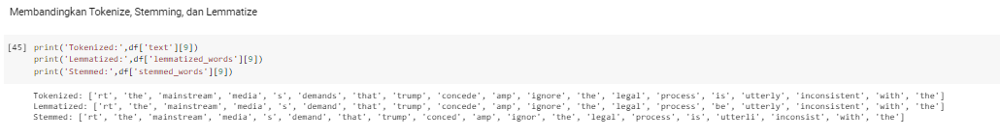 Membandingkan Tokenize, Stemming, dan Lemmatize
[45] print('Tokenized:',df['text'][9])
print('Lemmatized:',df['lemmatized_words'][9])
print('Stemmed:',df['stemmed_words'][9])
Tokenized: ['rt', 'the', 'mainstream', 'media', 's', 'demands', 'that', 'trump', 'concede', 'amp', 'ignore', 'the', 'legal', 'process', 'is', 'utterly', 'inconsistent', 'with', 'the']
Lemmatized: ['rt', 'the', 'mainstream', 'media', 's', 'demand', 'that', 'trump', 'concede', 'amp', 'ignore', 'the', 'legal', 'process', 'be', 'utterly', 'inconsistent', 'with', 'the']
Stemmed: ['rt', 'the', 'mainstream', 'media', 's', 'demand', 'that', 'trump', 'conced', 'amp', 'ignor', 'the', 'legal', 'process', 'is', 'utterli', 'inconsist', 'with', 'the']